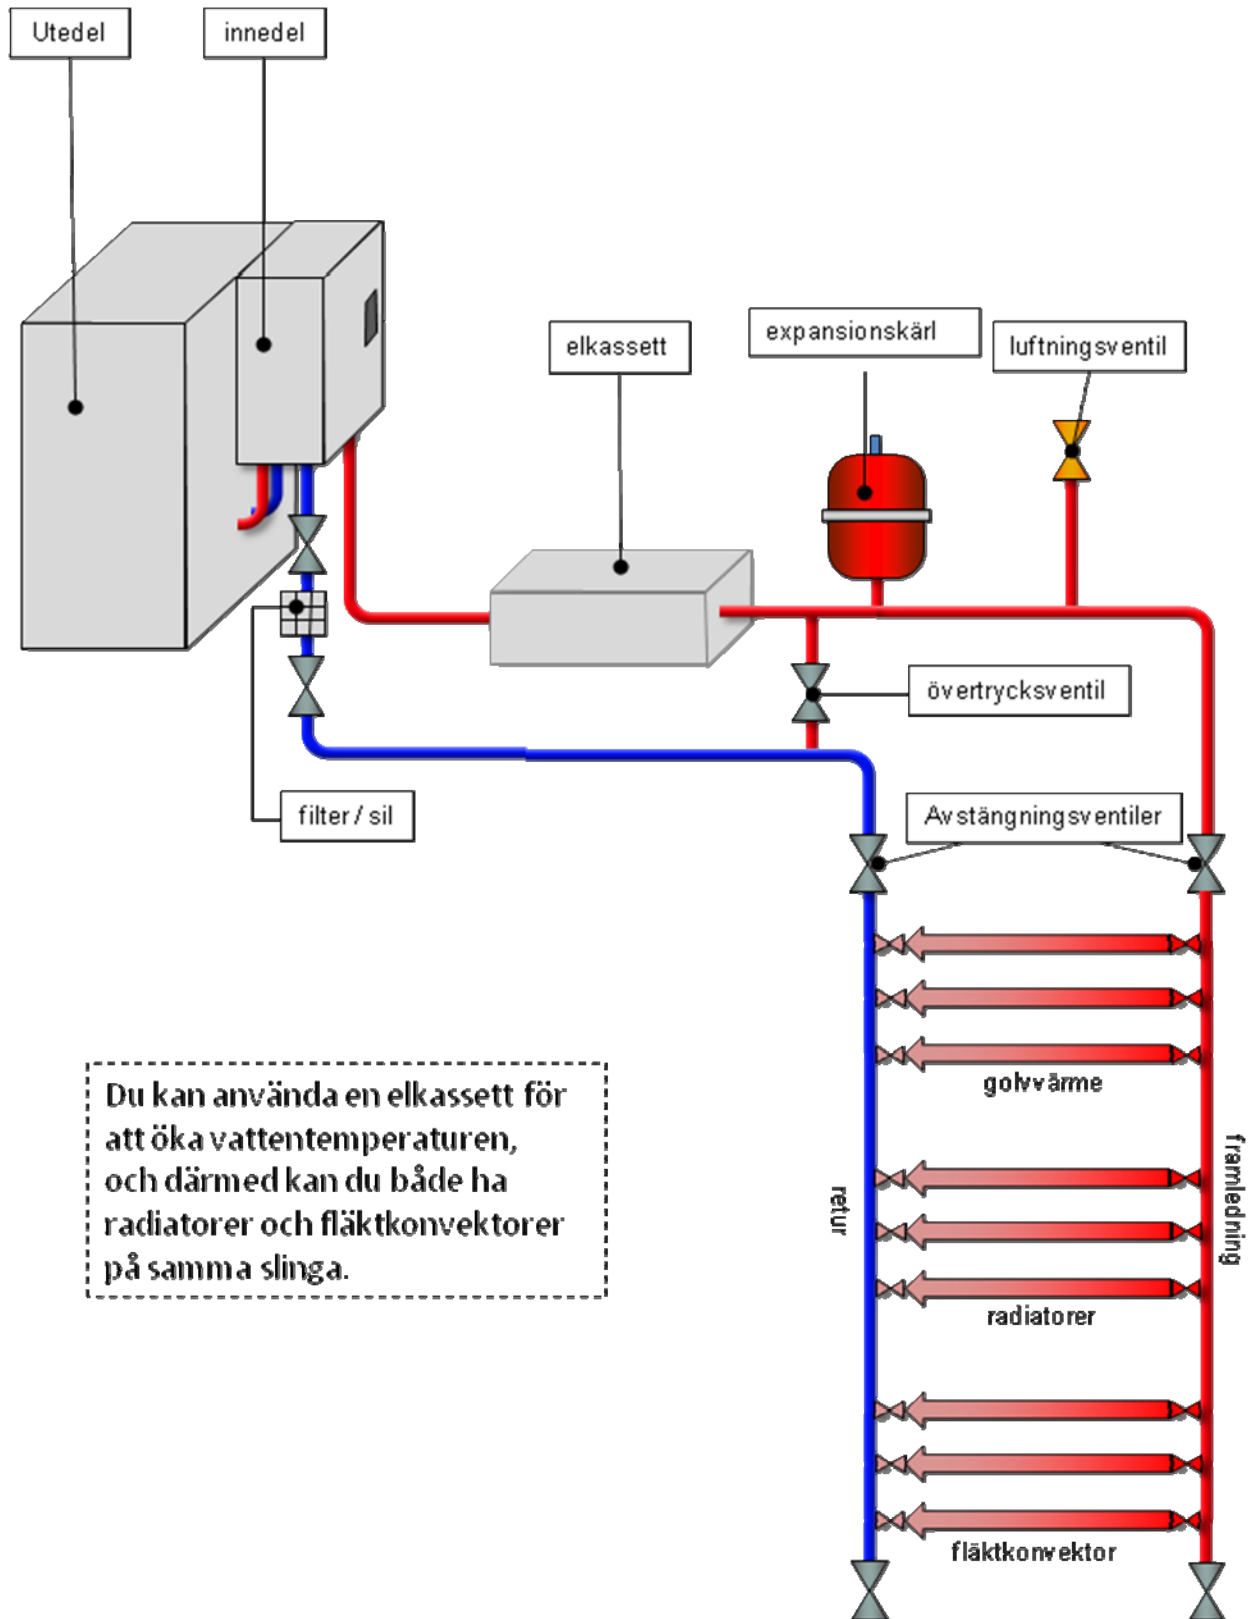 Utedel
innedel
elkassett
expansionskärl
luftningsventil
övertrycksventil
filter / sil
Avstängningsventiler
golvvärme
Du kan använda en elkassett för
att öka vattentemperaturen,
och därmed kan du både ha
radiatorer och fläktkonvektorer
på samma slinga.
retur
framledning
radiatorer
fläktkonvektor